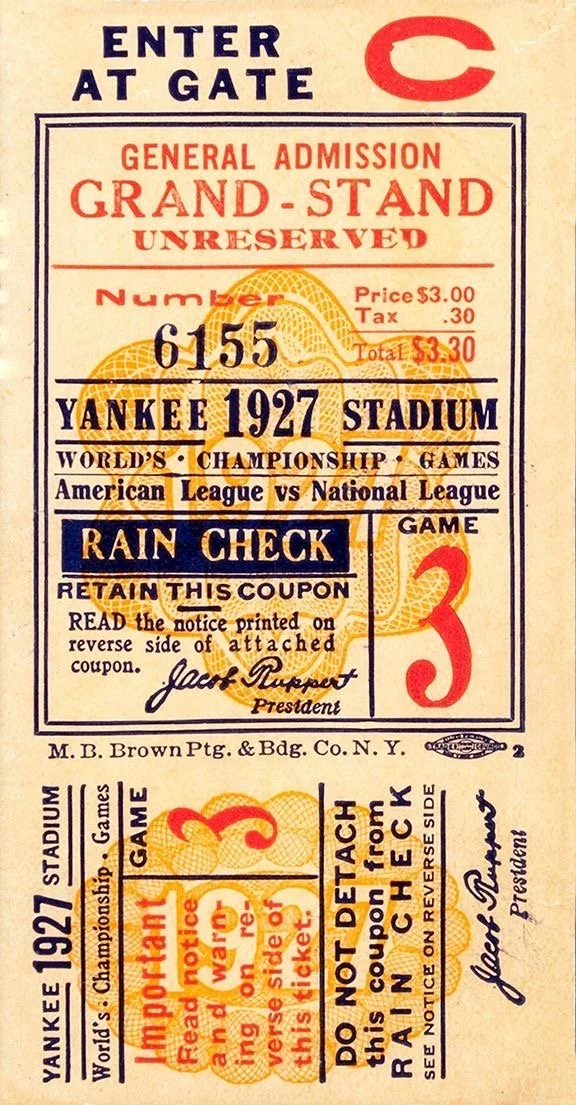 ENTER
AT GATE C
GENERAL ADMISSION
GRAND-STAND
UNRESERVED
Number
6155
Price $3.00
Tax .30
Total $3.30
YANKEE 1927 STADIUM
WORLD'S · CHAMPIONSHIP · GAMES
American League vs National League
RAIN CHECK
RETAIN THIS COUPON
READ the notice printed on
reverse side of attached
coupon.
Jacob Ruppert
President
GAME
3
M. B. Brown Ptg. & Bdg. Co. N. Y.
2
YANKEE 1927 STADIUM
World's · Championship · Games
GAME 3
1927
Important
Read notice
and warn-
ing on re-
verse side of
this ticket.
DO NOT DETACH
this coupon from
RAIN CHECK
SEE NOTICE ON REVERSE SIDE
Jacob Ruppert
President